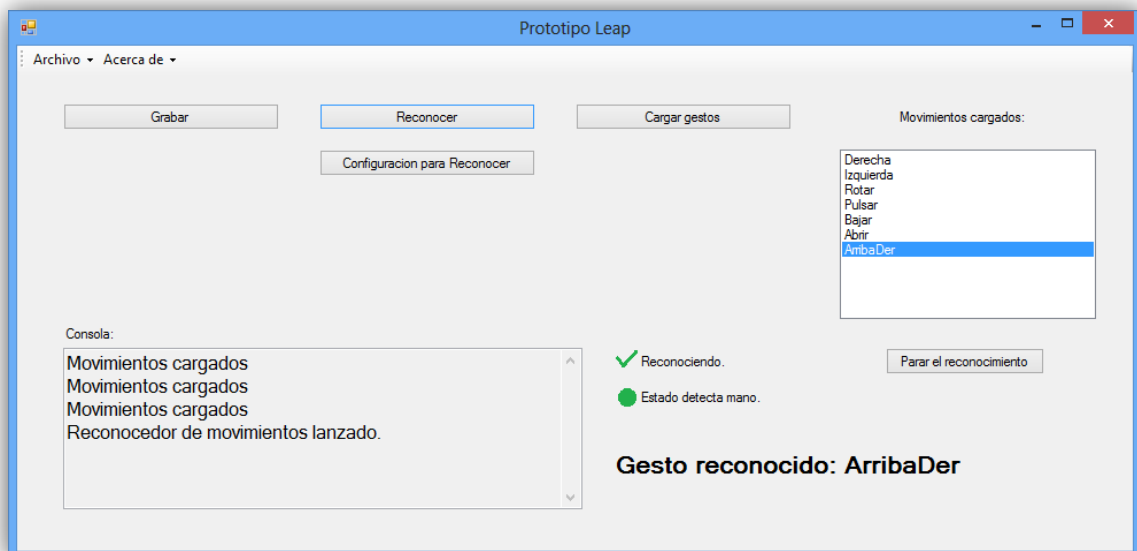 Prototipo Leap
Archivo Acerca de
Grabar Reconocer Cargar gestos Movimientos cargados:
Configuracion para Reconocer
Derecha
Izquierda
Rotar
Pulsar
Bajar
Abrir
ArribaDer
Consola:
Movimientos cargados
Movimientos cargados
Movimientos cargados
Reconocedor de movimientos lanzado.
Reconociendo. Parar el reconocimiento
Estado detecta mano.
Gesto reconocido: ArribaDer